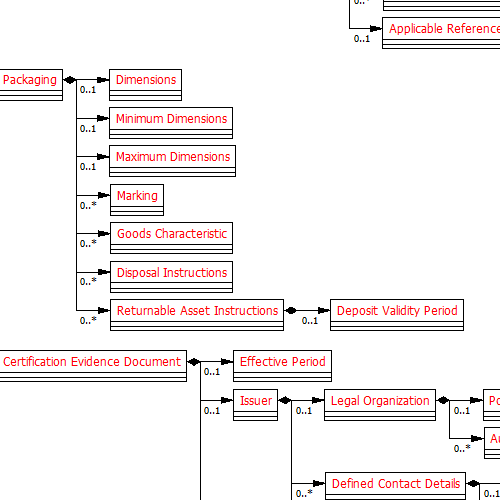 0..*
Applicable Reference
0..1
Packaging
Dimensions
0..1
Minimum Dimensions
0..1
Maximum Dimensions
0..1
Marking
0..*
Goods Characteristic
0..*
Disposal Instructions
0..*
Returnable Asset Instructions
Deposit Validity Period
0..*
0..1
Certification Evidence Document
Effective Period
0..1
Issuer
Legal Organization
0..1
0..1
0..1
0..*
Defined Contact Details
0..*
0..1